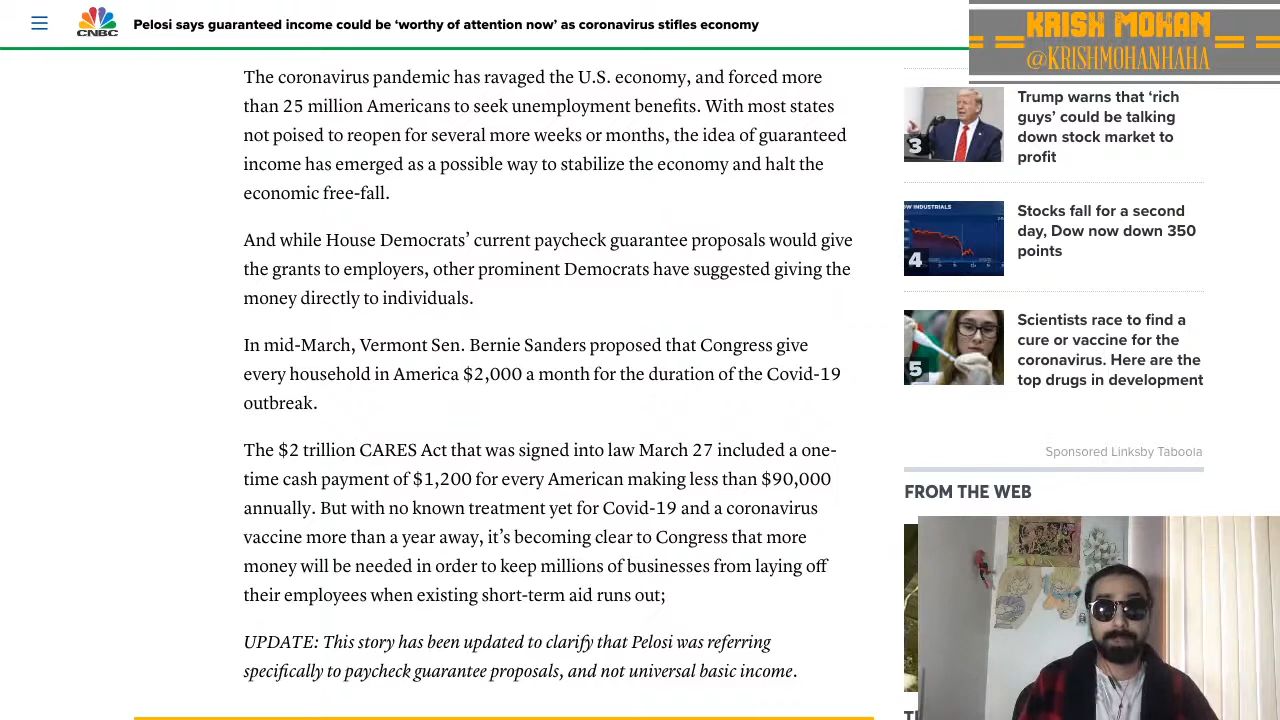 CNBC
Pelosi says guaranteed income could be ‘worthy of attention now’ as coronavirus stifles economy
KRISH MOHAN
@KRISHMOHANHAHA
The coronavirus pandemic has ravaged the U.S. economy, and forced more
than 25 million Americans to seek unemployment benefits. With most states
not poised to reopen for several more weeks or months, the idea of guaranteed
income has emerged as a possible way to stabilize the economy and halt the
economic free-fall.
And while House Democrats’ current paycheck guarantee proposals would give
the grants to employers, other prominent Democrats have suggested giving the
money directly to individuals.
In mid-March, Vermont Sen. Bernie Sanders proposed that Congress give
every household in America $2,000 a month for the duration of the Covid-19
outbreak.
The $2 trillion CARES Act that was signed into law March 27 included a one-
time cash payment of $1,200 for every American making less than $90,000
annually. But with no known treatment yet for Covid-19 and a coronavirus
vaccine more than a year away, it’s becoming clear to Congress that more
money will be needed in order to keep millions of businesses from laying off
their employees when existing short-term aid runs out;
UPDATE: This story has been updated to clarify that Pelosi was referring
specifically to paycheck guarantee proposals, and not universal basic income.
3
Trump warns that ‘rich
guys’ could be talking
down stock market to
profit
OW INDUSTRIALS
4
Stocks fall for a second
day, Dow now down 350
points
5
Scientists race to find a
cure or vaccine for the
coronavirus. Here are the
top drugs in development
Sponsored Linksby Taboola
FROM THE WEB